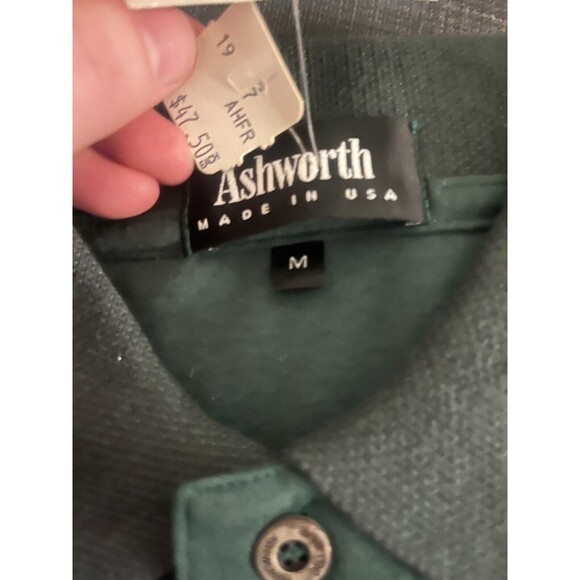 19 7
AHFR
$47.50
Ashworth
MADE IN USA
M